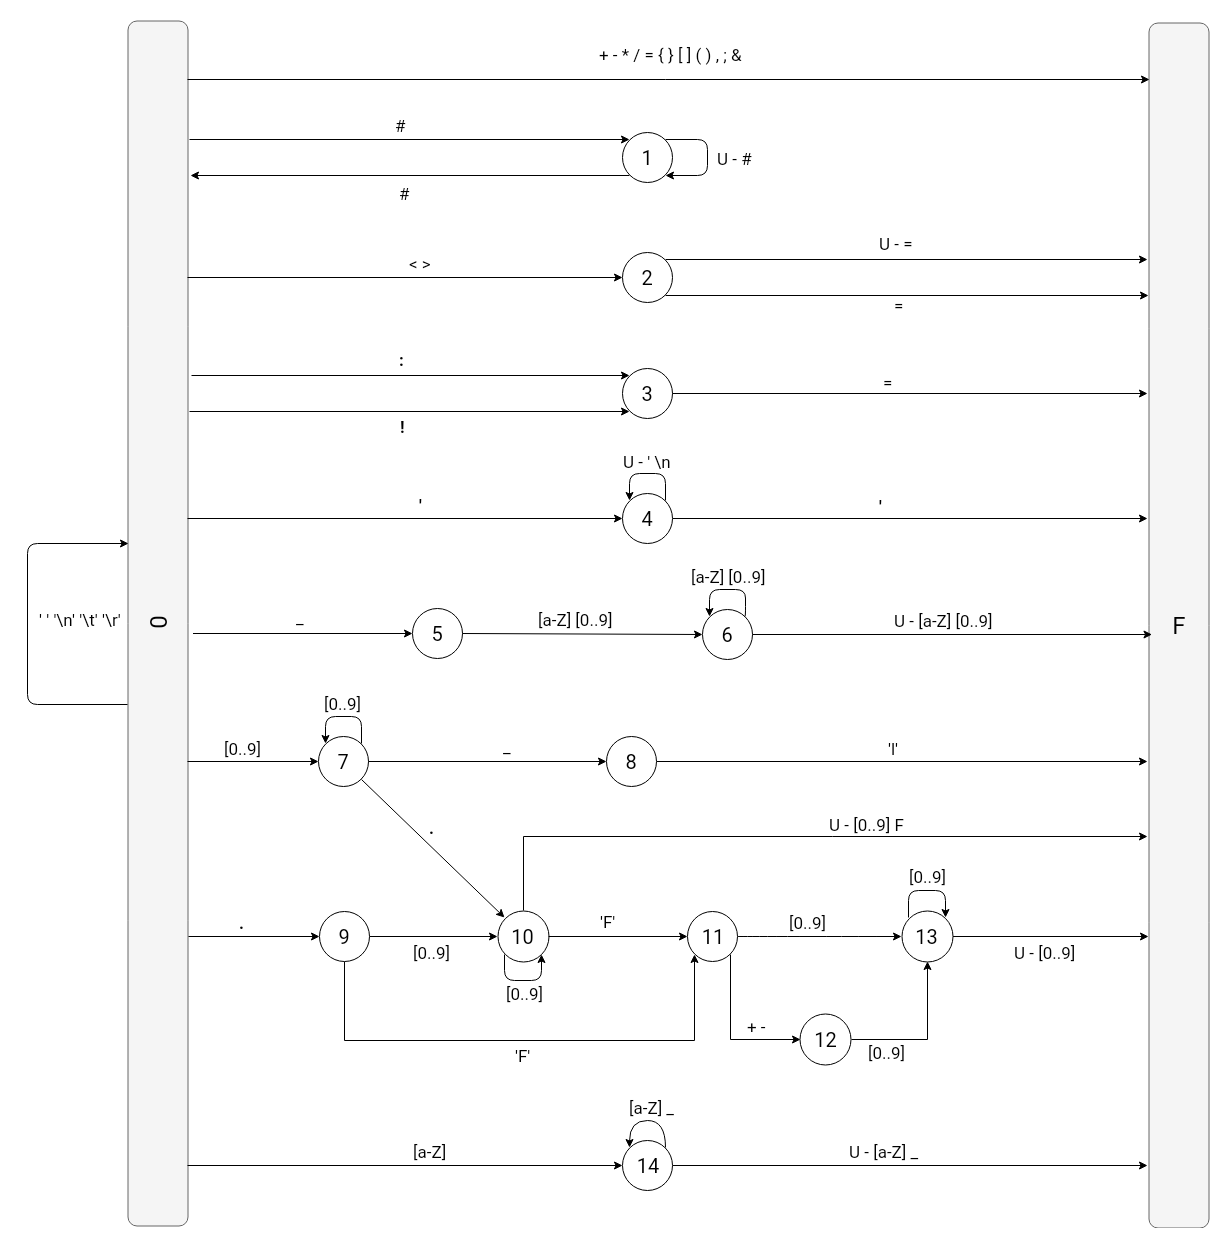 + - * / = { } [ ] ( ) , ; &
#
1
U - #
#
U - =
< >
2
=
:
3
=
!
U - ' \n
'
4
'
[a-Z] [0..9]
' ' '\n' '\t' '\r'
0
_
5
[a-Z] [0..9]
6
U - [a-Z] [0..9]
F
[0..9]
[0..9]
7
_
8
'l'
.
U - [0..9] F
[0..9]
.
9
[0..9]
10
'F'
11
[0..9]
13
U - [0..9]
[0..9]
+ -
12
[0..9]
'F'
[a-Z] _
[a-Z]
14
U - [a-Z] _